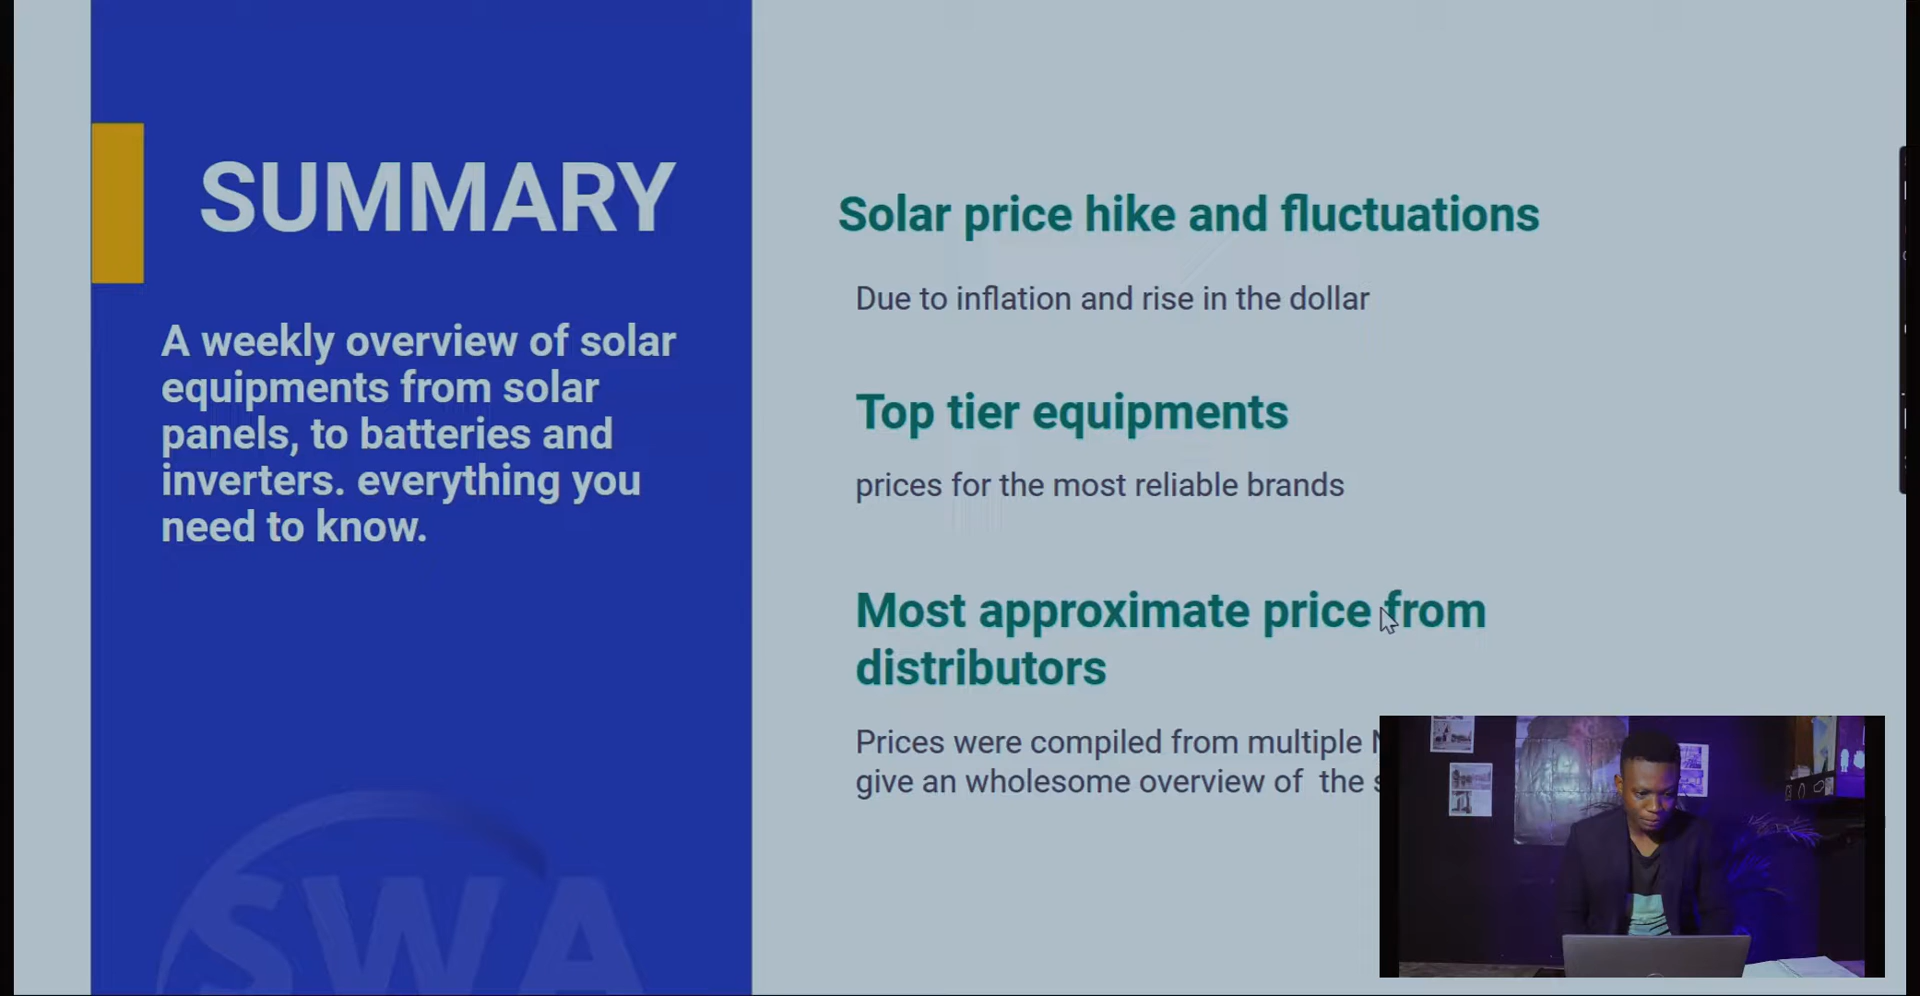 SUMMARY
A weekly overview of solar
equipments from solar
panels, to batteries and
inverters. everything you
need to know.
SWA
Solar price hike and fluctuations
Due to inflation and rise in the dollar
Top tier equipments
prices for the most reliable brands
Most approximate price from
distributors
Prices were compiled from multiple
give an wholesome overview of the